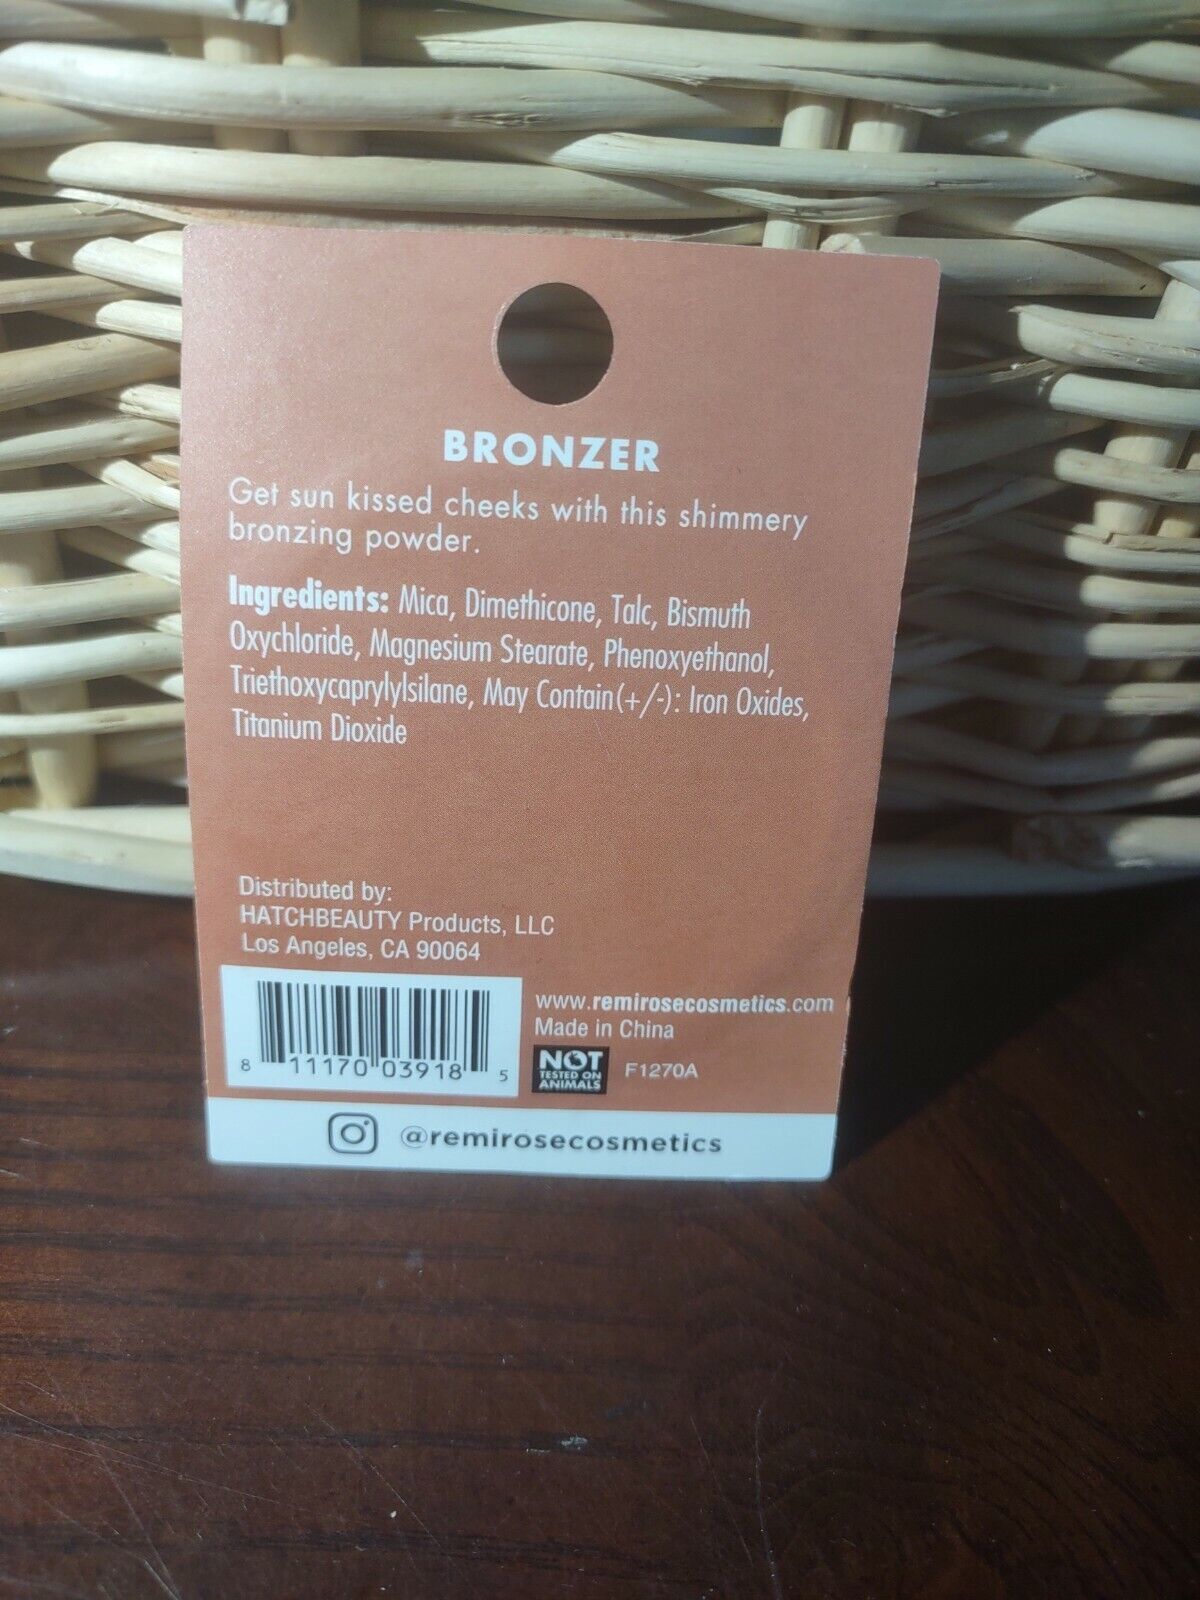 BRONZER
Get sun kissed cheeks with this shimmery
bronzing powder.
Ingredients: Mica, Dimethicone, Talc, Bismuth
Oxychloride, Magnesium Stearate, Phenoxyethanol,
Triethoxycaprylylsilane, May Contain(+/-): Iron Oxides,
Titanium Dioxide
Distributed by:
HATCHBEAUTY Products, LLC
Los Angeles, CA 90064
8 11170 03918 5
www.remirosecosmetics.com
Made in China
NOT
TESTED ON
ANIMALS
F1270A
@remirosecosmetics